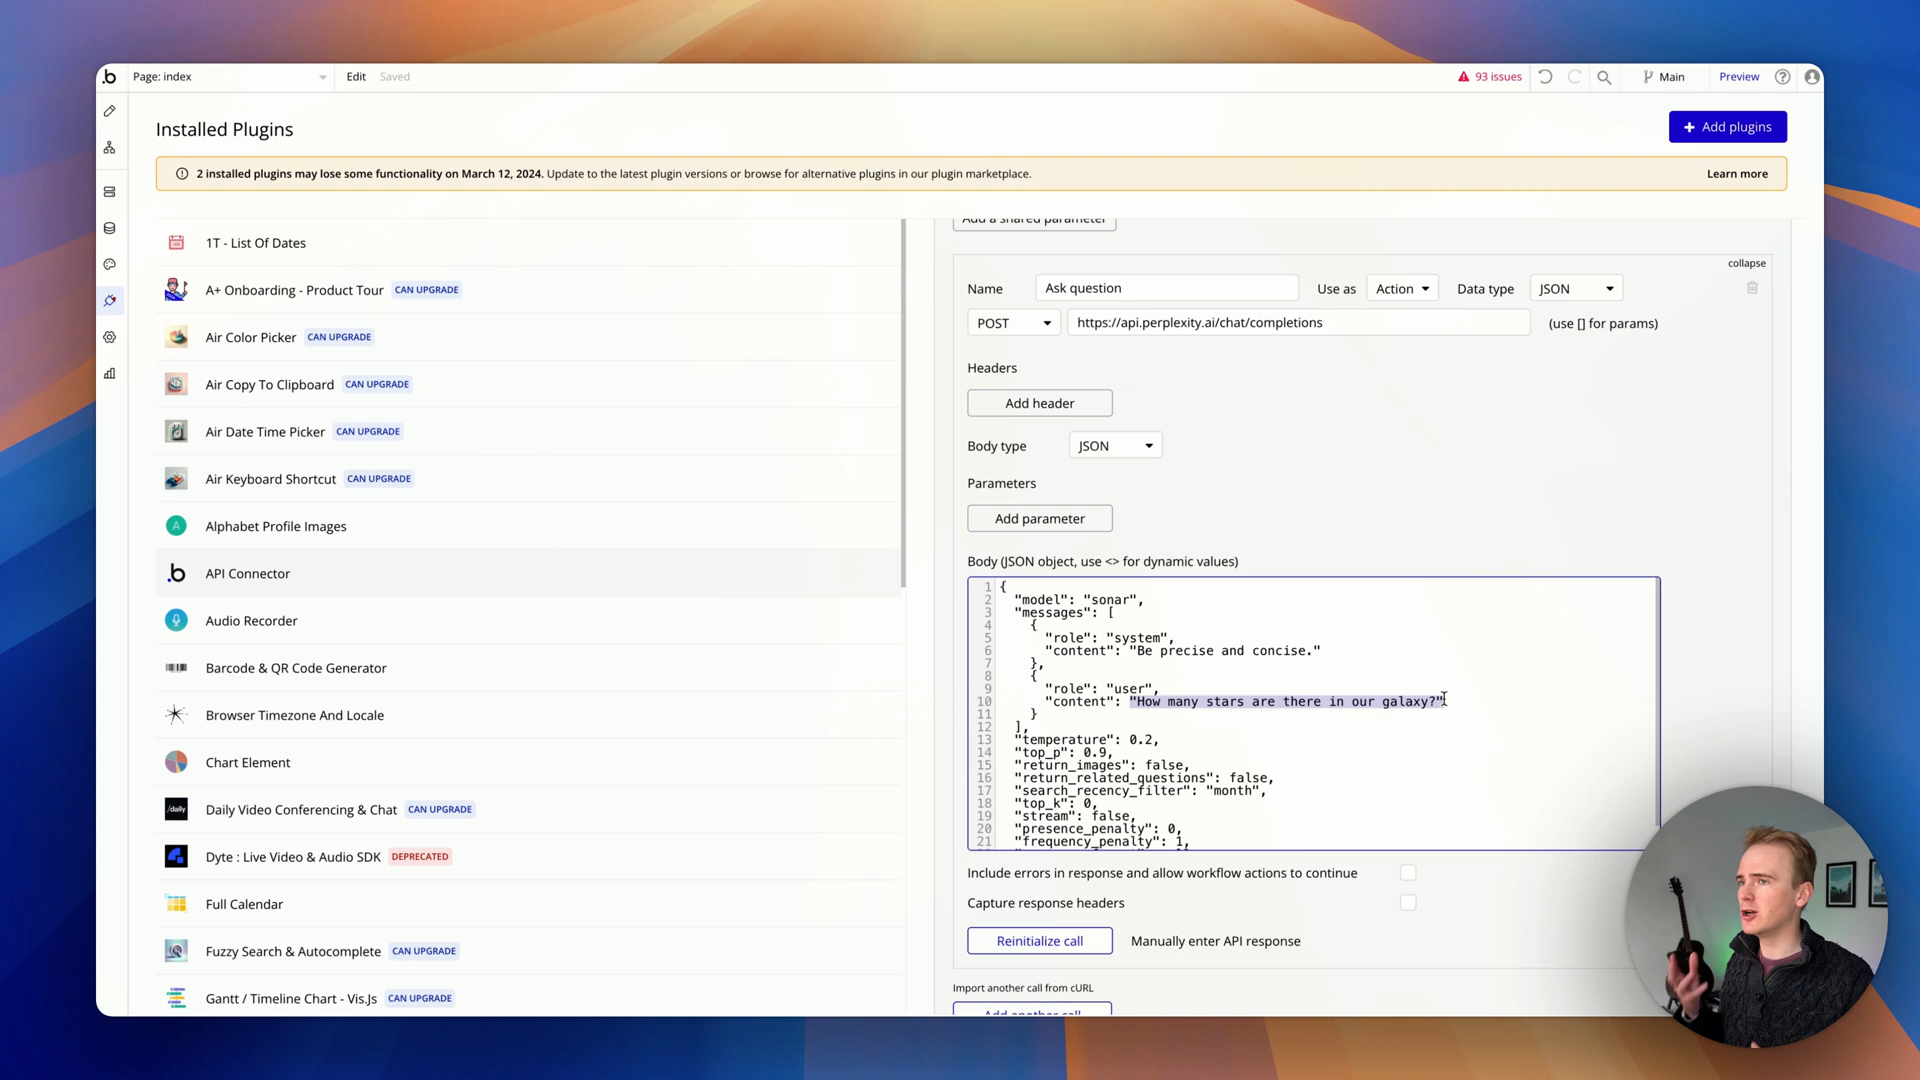 Page: index
Edit
Saved
93 issues
Main
Preview
Installed Plugins
+ Add plugins
2 installed plugins may lose some functionality on March 12, 2024. Update to the latest plugin versions or browse for alternative plugins in our plugin marketplace.
Learn more
1T - List Of Dates
A+ Onboarding - Product Tour CAN UPGRADE
Air Color Picker CAN UPGRADE
Air Copy To Clipboard CAN UPGRADE
Air Date Time Picker CAN UPGRADE
Air Keyboard Shortcut CAN UPGRADE
A Alphabet Profile Images
b API Connector
Audio Recorder
Barcode & QR Code Generator
Browser Timezone And Locale
Chart Element
/daily Daily Video Conferencing & Chat CAN UPGRADE
Dyte : Live Video & Audio SDK DEPRECATED
Full Calendar
Fuzzy Search & Autocomplete CAN UPGRADE
Gantt / Timeline Chart - Vis.Js CAN UPGRADE
Add a shared parameter
collapse
Name Ask question Use as Action Data type JSON
POST https://api.perplexity.ai/chat/completions (use [] for params)
Headers
Add header
Body type JSON
Parameters
Add parameter
Body (JSON object, use <> for dynamic values)
1 {
2 "model": "sonar",
3 "messages": [
4 {
5 "role": "system",
6 "content": "Be precise and concise."
7 },
8 {
9 "role": "user",
10 "content": "How many stars are there in our galaxy?"
11 }
12 ],
13 "temperature": 0.2,
14 "top_p": 0.9,
15 "return_images": false,
16 "return_related_questions": false,
17 "search_recency_filter": "month",
18 "top_k": 0,
19 "stream": false,
20 "presence_penalty": 0,
21 "frequency_penalty": 1,
Include errors in response and allow workflow actions to continue
Capture response headers
Reinitialize call Manually enter API response
Import another call from cURL
Add another call